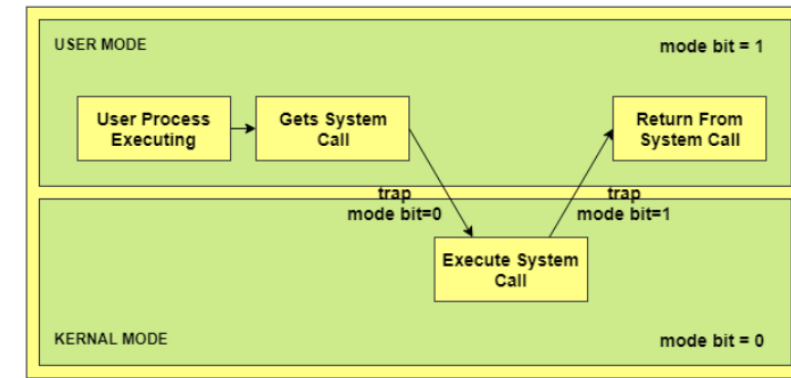 USER MODE
mode bit = 1
User Process
Executing
Gets System
Call
Return From
System Call
trap
mode bit=0
trap
mode bit=1
Execute System
Call
KERNAL MODE
mode bit = 0